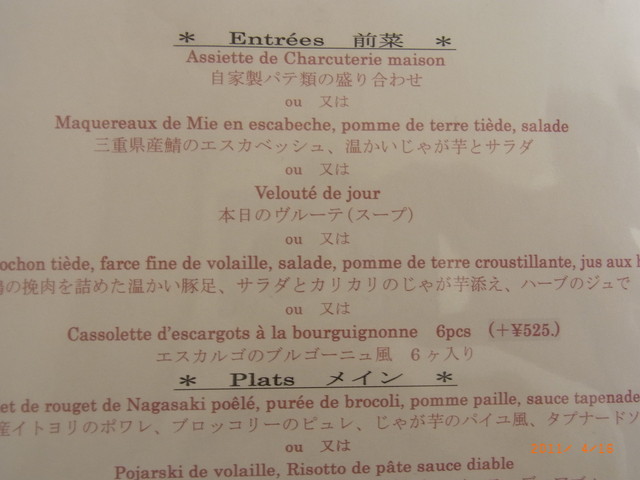 * Entrées 前菜 *
Assiette de Charcuterie maison
自家製パテ類の盛り合わせ
ou 又は
Maquereaux de Mie en escabeche, pomme de terre tiède, salade
三重県産鯖のエスカベッシュ、温かいじゃが芋とサラダ
ou 又は
Velouté de jour
本日のヴルーテ(スープ)
ou 又は
ochon tiède, farce fine de volaille, salade, pomme de terre croustillante, jus aux
の挽肉を詰めた温かい豚足、サラダとカリカリのじゃが芋添え、ハーブのジュで
ou 又は
Cassolette d'escargots à la bourguignonne 6pcs (+¥525.)
エスカルゴのブルゴーニュ風 6ヶ入り
* Plats メイン *
et de rouget de Nagasaki poêlé, purée de brocoli, pomme paille, sauce tapenade
産イトヨリのポワレ、ブロッコリーのピュレ、じゃが芋のパイユ風、タプナードソ
ou 又は
Pojarski de volaille, Risotto de pâte sauce diable